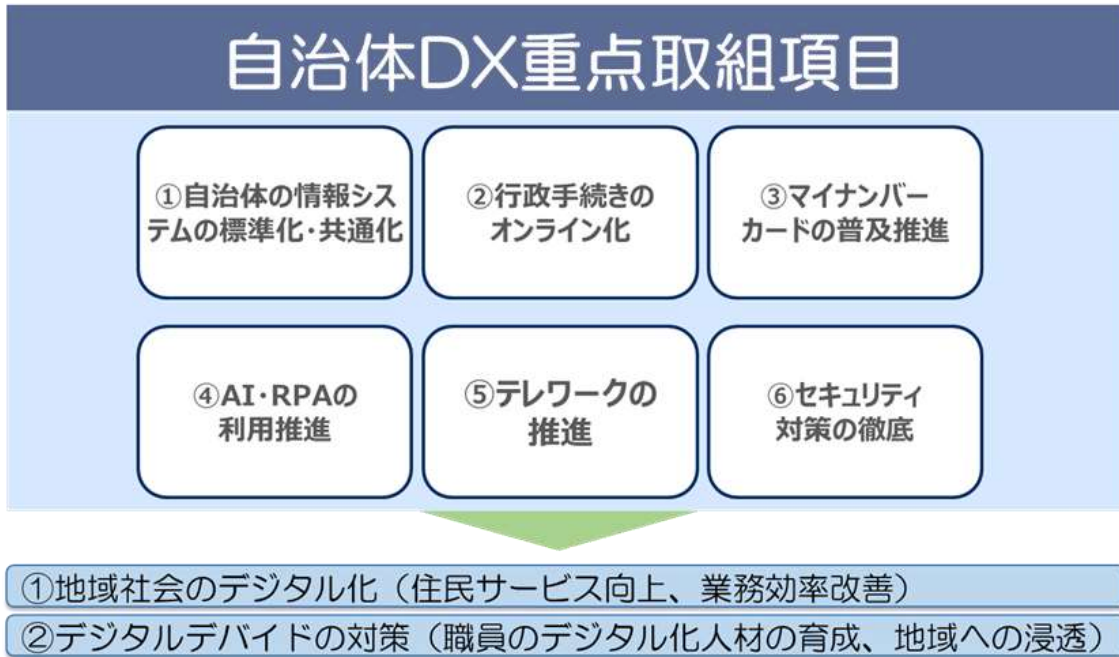 自治体DX重点取組項目
①自治体の情報シス
テムの標準化・共通化
②行政手続きの
オンライン化
③マイナンバー
カードの普及推進
④AI・RPAの
利用推進
⑤テレワークの
推進
⑥セキュリティ
対策の徹底
①地域社会のデジタル化（住民サービス向上、業務効率改善）
②デジタルデバイドの対策（職員のデジタル化人材の育成、地域への浸透）